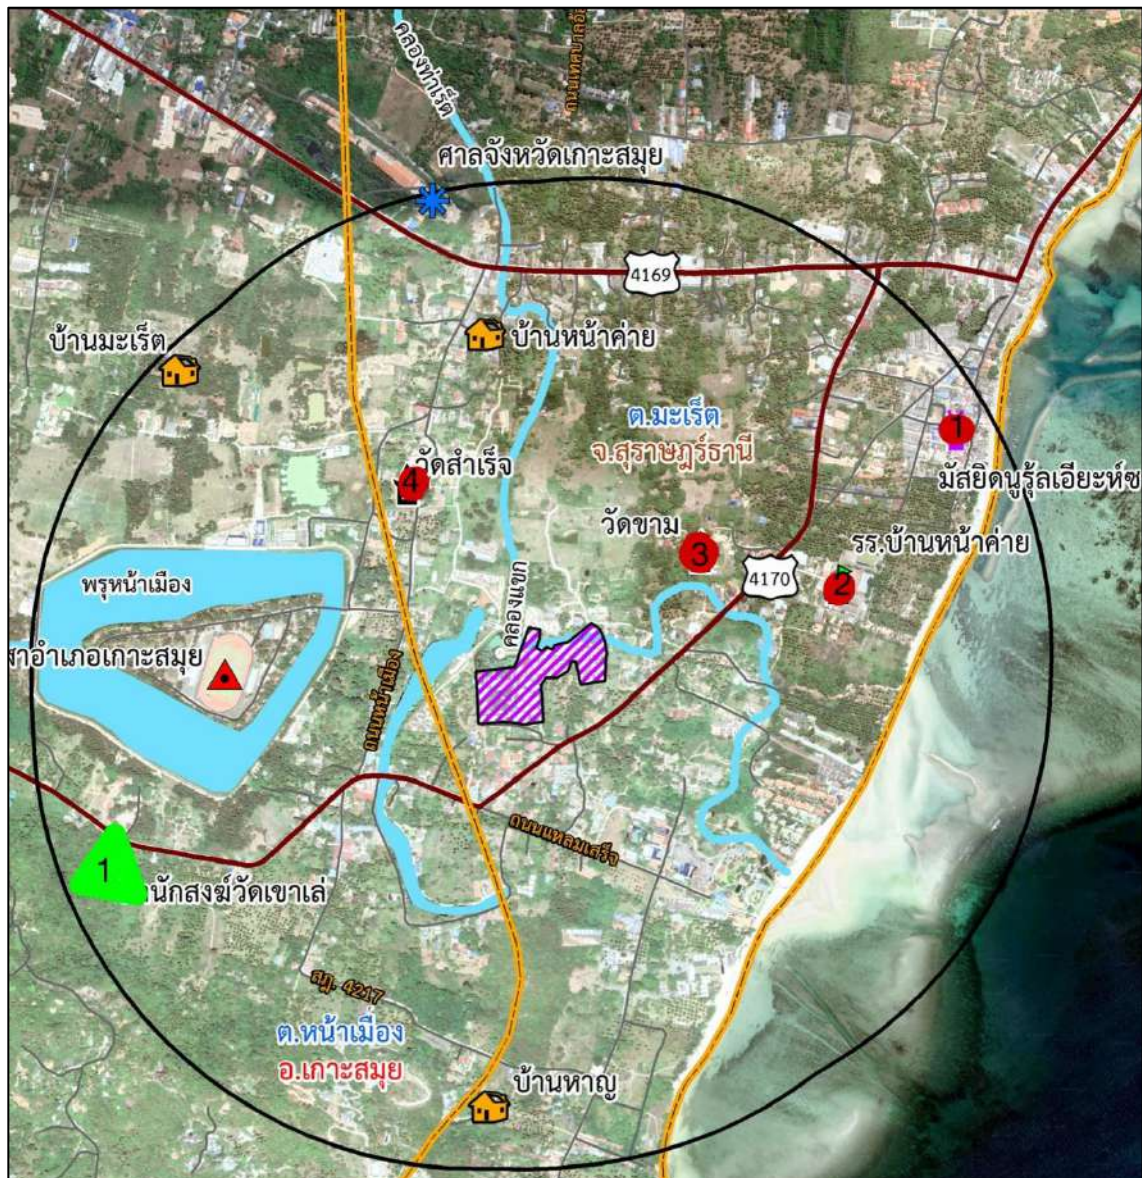 คลองท่าเร็ต
ศาลจังหวัดเกาะสมุย
4169
บ้านมะเร็ต
บ้านหน้าค่าย
ต.มะเร็ต
จ.สุราษฎร์ธานี
1
วัดสำเร็จ
4
มัสยิดนูรุ้ลเอียะห์ซ
วัดขาม
3
รร.บ้านหน้าค่าย
4170
2
พรุหน้าเมือง
คลองแขก
สาอำเภอเกาะสมุย
ถนนหน้าเมือง
ถนนแหลมเสร็จ
1
นักสงฆ์วัดเขาเล่
สฎ. 4217
ต.หน้าเมือง
อ.เกาะสมุย
บ้านหาญ